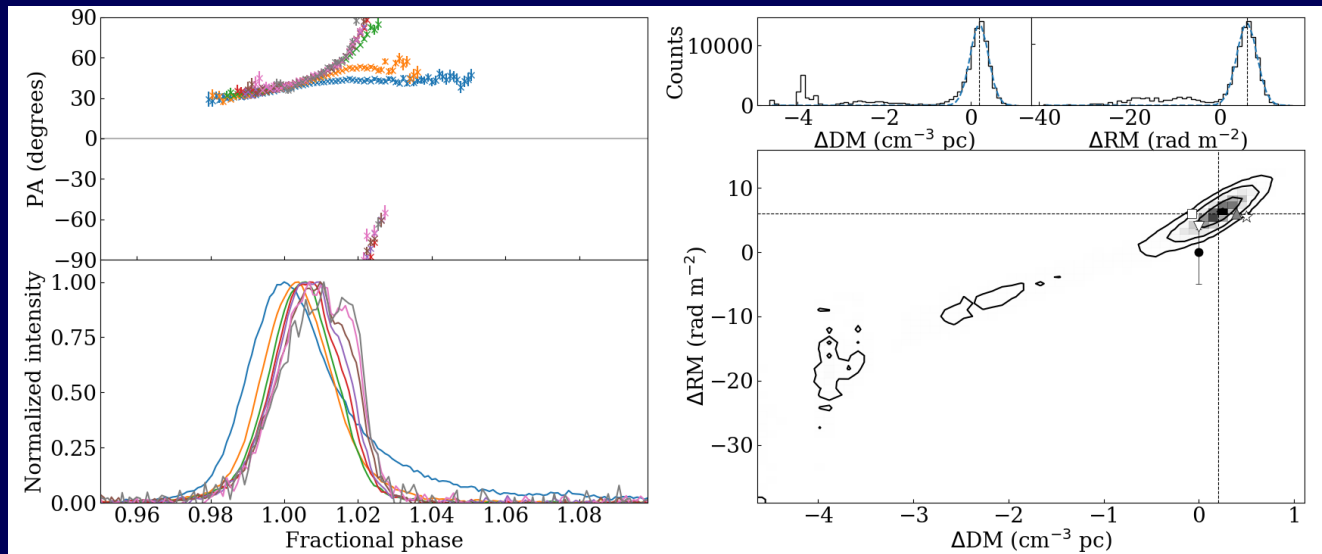 90
60
30
0
−30
−60
−90
PA (degrees)
1.00
0.75
0.50
0.25
0.00
Normalized intensity
0.96 0.98 1.00 1.02 1.04 1.06 1.08
Fractional phase
10000
0
Counts
−4 −2 0
ΔDM (cm⁻³ pc)
−40 −20 0
ΔRM (rad m⁻²)
10
0
−10
−20
−30
ΔRM (rad m⁻²)
−4 −3 −2 −1 0 1
ΔDM (cm⁻³ pc)